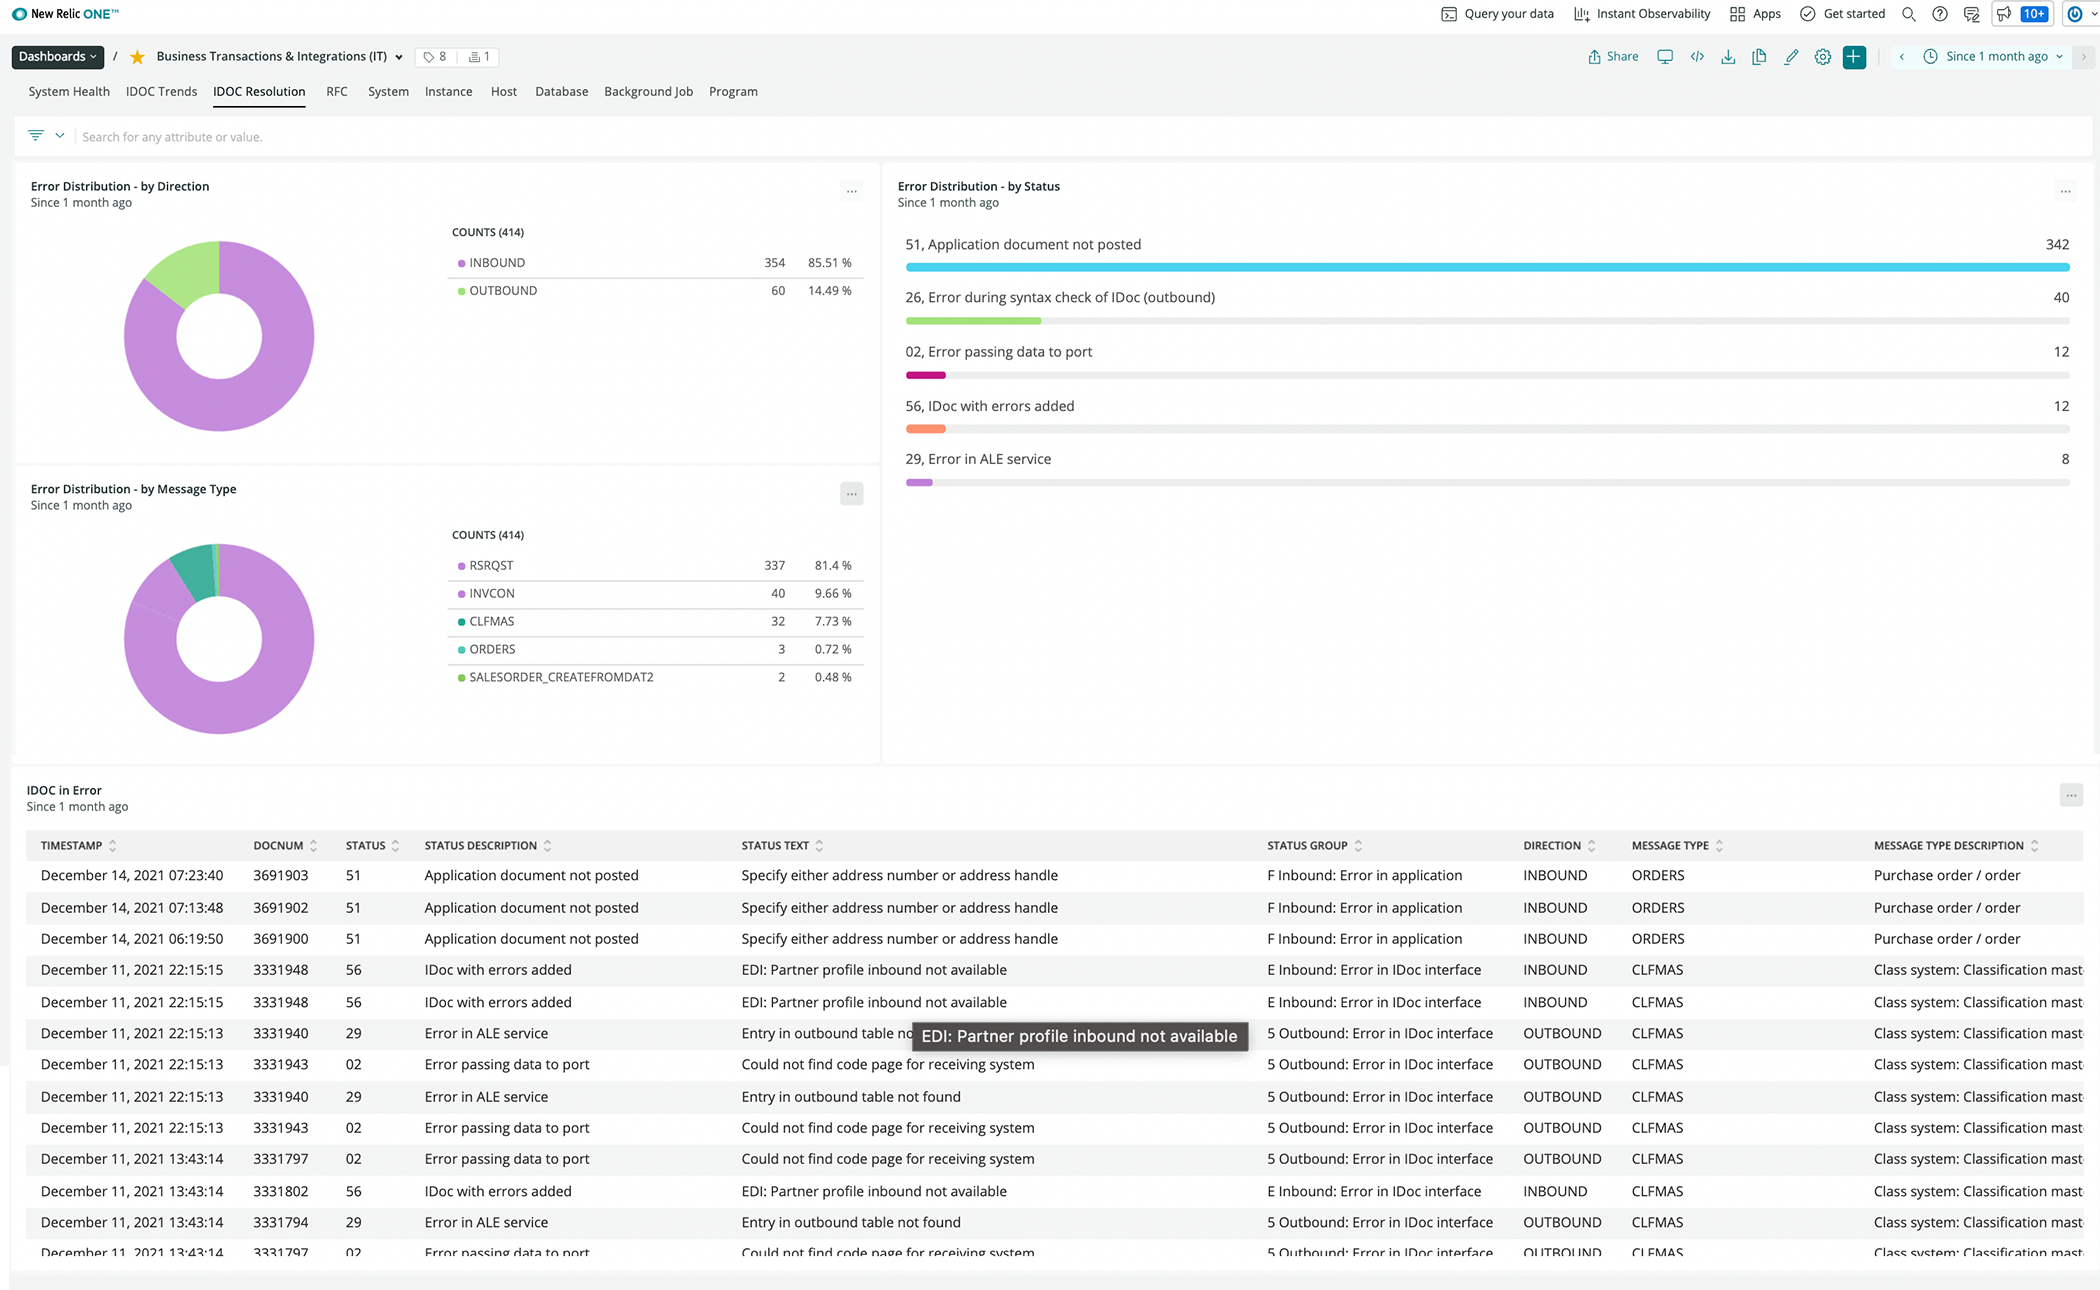 New Relic ONE™ Query your data Instant Observability Apps Get started 10+
Dashboards / Business Transactions & Integrations (IT) 8 1 Share Since 1 month ago
System Health IDOC Trends IDOC Resolution RFC System Instance Host Database Background Job Program
Search for any attribute or value.
Error Distribution - by Direction
Since 1 month ago
COUNTS (414)
INBOUND 354 85.51 %
OUTBOUND 60 14.49 %
Error Distribution - by Status
Since 1 month ago
51, Application document not posted 342
26, Error during syntax check of IDoc (outbound) 40
02, Error passing data to port 12
56, IDoc with errors added 12
29, Error in ALE service 8
Error Distribution - by Message Type
Since 1 month ago
COUNTS (414)
RSRQST 337 81.4 %
INVCON 40 9.66 %
CLFMAS 32 7.73 %
ORDERS 3 0.72 %
SALESORDER_CREATEFROMDAT2 2 0.48 %
IDOC in Error
Since 1 month ago
TIMESTAMP DOCNUM STATUS STATUS DESCRIPTION STATUS TEXT STATUS GROUP DIRECTION MESSAGE TYPE MESSAGE TYPE DESCRIPTION
December 14, 2021 07:23:40 3691903 51 Application document not posted Specify either address number or address handle F Inbound: Error in application INBOUND ORDERS Purchase order / order
December 14, 2021 07:13:48 3691902 51 Application document not posted Specify either address number or address handle F Inbound: Error in application INBOUND ORDERS Purchase order / order
December 14, 2021 06:19:50 3691900 51 Application document not posted Specify either address number or address handle F Inbound: Error in application INBOUND ORDERS Purchase order / order
December 11, 2021 22:15:15 3331948 56 IDoc with errors added EDI: Partner profile inbound not available E Inbound: Error in IDoc interface INBOUND CLFMAS Class system: Classification mast
December 11, 2021 22:15:15 3331948 56 IDoc with errors added EDI: Partner profile inbound not available E Inbound: Error in IDoc interface INBOUND CLFMAS Class system: Classification mast
December 11, 2021 22:15:13 3331940 29 Error in ALE service Entry in outbound table no EDI: Partner profile inbound not available 5 Outbound: Error in IDoc interface OUTBOUND CLFMAS Class system: Classification mast
December 11, 2021 22:15:13 3331943 02 Error passing data to port Could not find code page for receiving system 5 Outbound: Error in IDoc interface OUTBOUND CLFMAS Class system: Classification mast
December 11, 2021 22:15:13 3331940 29 Error in ALE service Entry in outbound table not found 5 Outbound: Error in IDoc interface OUTBOUND CLFMAS Class system: Classification mast
December 11, 2021 22:15:13 3331943 02 Error passing data to port Could not find code page for receiving system 5 Outbound: Error in IDoc interface OUTBOUND CLFMAS Class system: Classification mast
December 11, 2021 13:43:14 3331797 02 Error passing data to port Could not find code page for receiving system 5 Outbound: Error in IDoc interface OUTBOUND CLFMAS Class system: Classification mast
December 11, 2021 13:43:14 3331802 56 IDoc with errors added EDI: Partner profile inbound not available E Inbound: Error in IDoc interface INBOUND CLFMAS Class system: Classification mast
December 11, 2021 13:43:14 3331794 29 Error in ALE service Entry in outbound table not found 5 Outbound: Error in IDoc interface OUTBOUND CLFMAS Class system: Classification mast
December 11, 2021 13:43:14 3331797 02 Error passing data to port Could not find code page for receiving system 5 Outbound: Error in IDoc interface OUTBOUND CLFMAS Class system: Classification mast